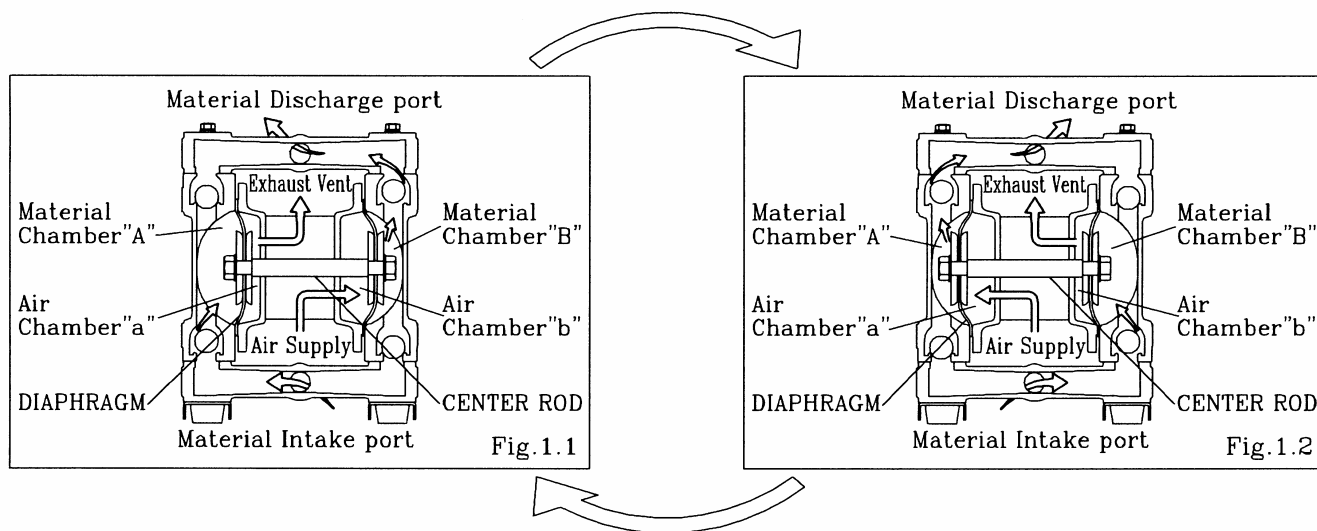 Material Discharge port
Exhaust Vent
Material
Chamber"A"
Material
Chamber"B"
Air
Chamber"a"
Air
Chamber"b"
Air Supply
DIAPHRAGM
CENTER ROD
Material Intake port
Fig.1.1
Material Discharge port
Exhaust Vent
Material
Chamber"A"
Material
Chamber"B"
Air
Chamber"a"
Air
Chamber"b"
Air Supply
DIAPHRAGM
CENTER ROD
Material Intake port
Fig.1.2